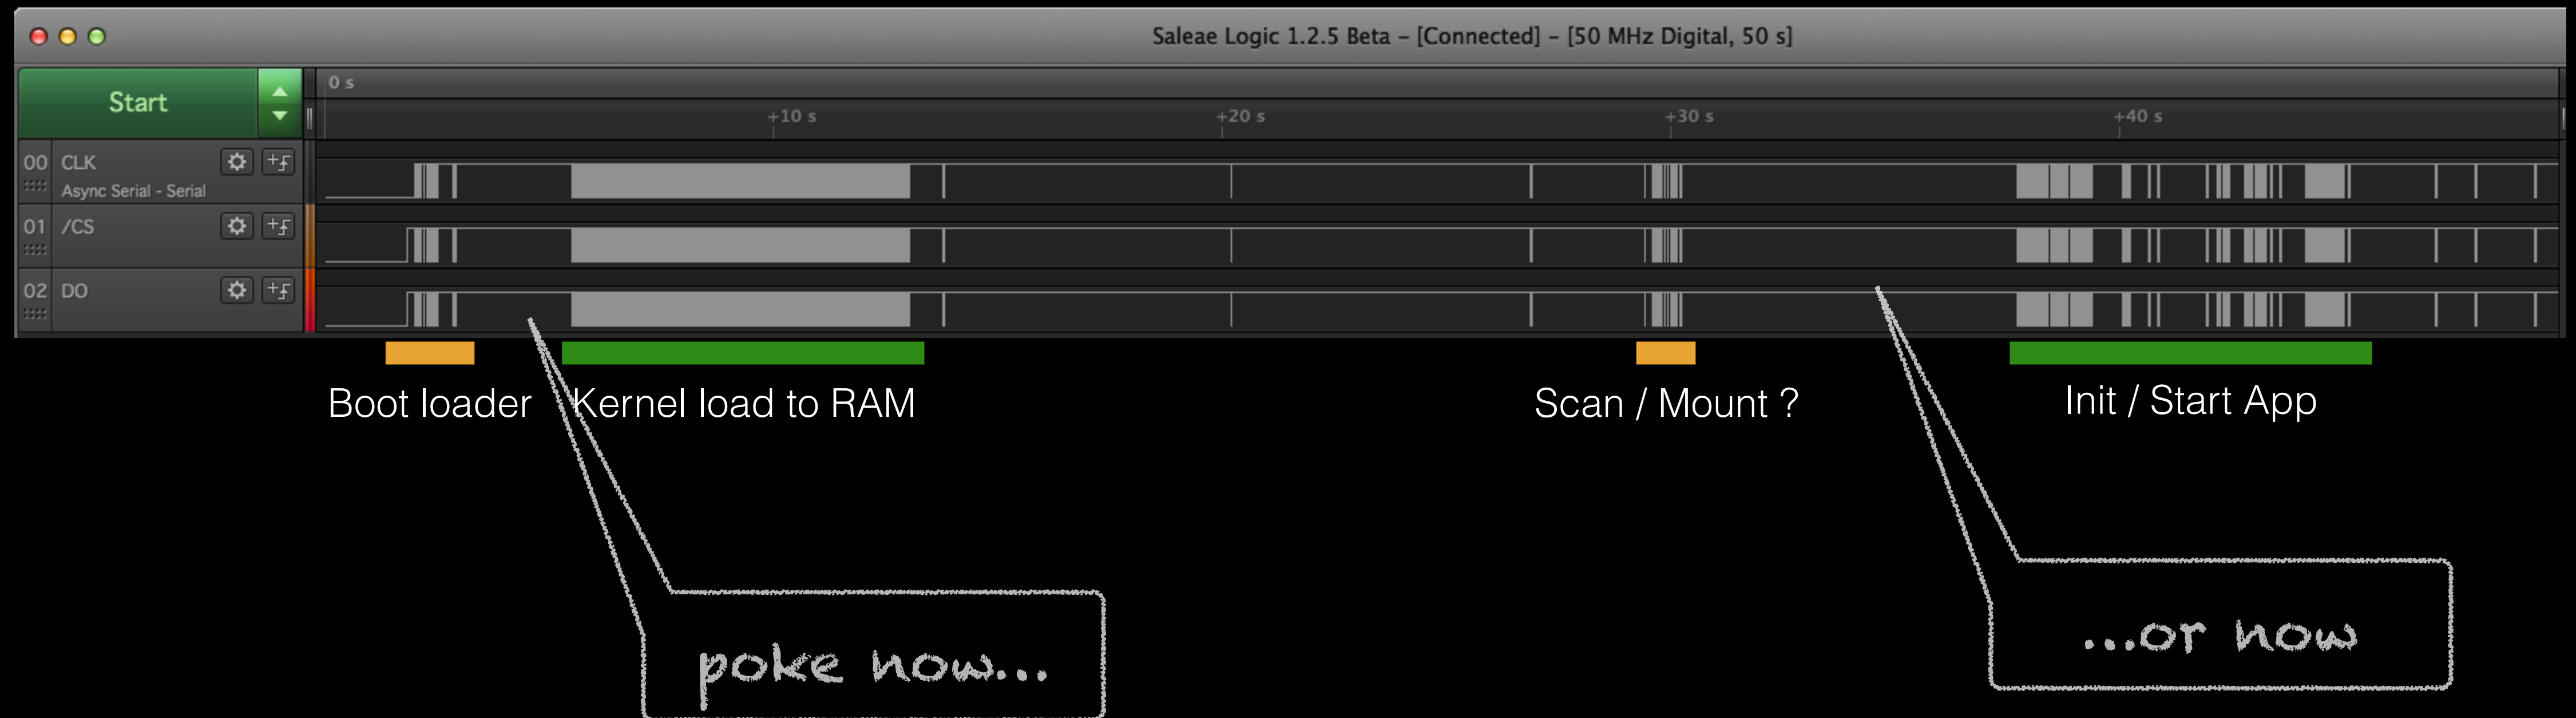 Saleae Logic 1.2.5 Beta – [Connected] – [50 MHz Digital, 50 s]
Start
0 s
+10 s +20 s +30 s +40 s
00 CLK
Async Serial - Serial
01 /CS
02 DO
Boot loader Kernel load to RAM Scan / Mount ? Init / Start App
poke now...
...or now